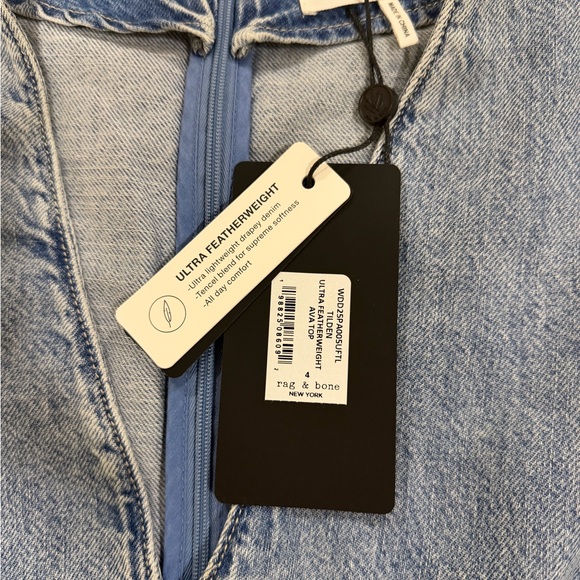 MADE IN CHINA
ULTRA FEATHERWEIGHT
-Ultra lightweight drapey denim
-Tencel blend for supreme softness
-All day comfort
WDD25PA005UFTL
TILDEN
ULTRA FEATHERWEIGHT
AVA TOP
4
rag & bone
NEW YORK